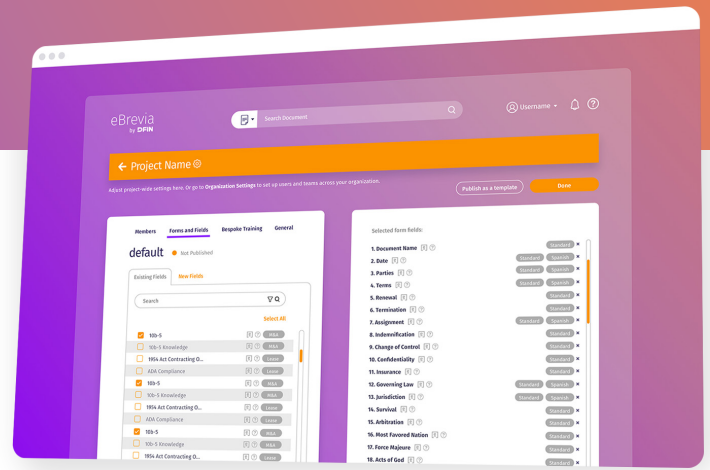 eBrevia
by DFIN
Search Document
Username
← Project Name
Adjust project-wide settings here. Or go to Organization Settings to set up users and teams across your organization.
Publish as a template
Done
Members Forms and Fields Bespoke Training General
default Not Published
Existing Fields New Fields
Search
Select All
10b-5 M&A
10b-5 Knowledge M&A
1934 Act Contracting O... Lease
ADA Compliance Lease
10b-5 M&A
10b-5 Knowledge M&A
1934 Act Contracting O... Lease
ADA Compliance Lease
10b-5 M&A
10b-5 Knowledge M&A
1934 Act Contracting O... Lease
Selected form fields:
1. Document Name Standard ×
2. Date Standard Spanish ×
3. Parties Standard Spanish ×
4. Terms Standard Spanish ×
5. Renewal Standard ×
6. Termination Standard ×
7. Assignment Standard Spanish ×
8. Indemnification Standard ×
9. Change of Control Standard ×
10. Confidentiality Standard ×
11. Insurance Standard ×
12. Governing Law Standard Spanish ×
13. Jurisdiction Standard Spanish ×
14. Survival Standard ×
15. Arbitration Standard ×
16. Most Favored Nation Standard ×
17. Force Majeure Standard ×
18. Acts of God Standard ×